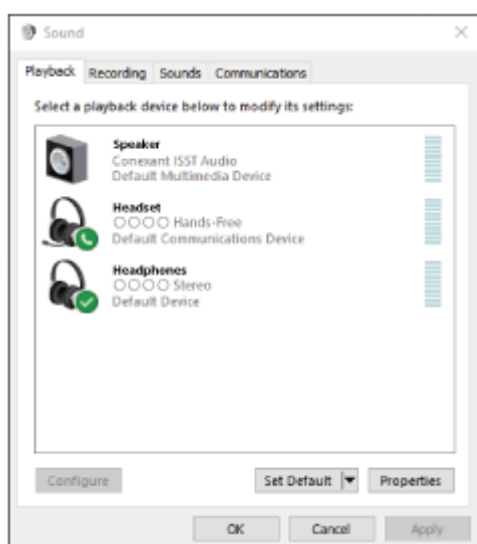 Sound
Playback Recording Sounds Communications
Select a playback device below to modify its settings:
Speaker
Conexant ISST Audio
Default Multimedia Device
Headset
○○○○ Hands-Free
Default Communications Device
Headphones
○○○○ Stereo
Default Device
Configure Set Default Properties
OK Cancel Apply